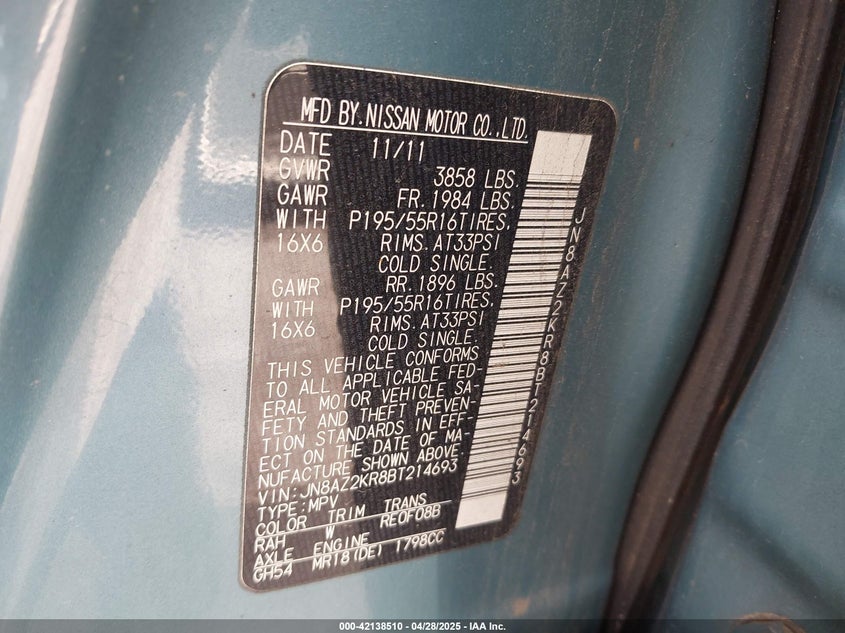 MFD BY.NISSAN MOTOR CO.,LTD.
DATE 11/11
GVWR 3858 LBS.
GAWR FR. 1984 LBS.
WITH P195/55R16TIRES,
16X6 RIMS.AT33PSI
COLD SINGLE.
GAWR RR. 1896 LBS.
WITH P195/55R16TIRES,
16X6 RIMS.AT33PSI
COLD SINGLE.
THIS VEHICLE CONFORMS
TO ALL APPLICABLE FED-
ERAL MOTOR VEHICLE SA-
FETY AND THEFT PREVEN-
TION STANDARDS IN EFF-
ECT ON THE DATE OF MA-
NUFACTURE SHOWN ABOVE.
VIN:JN8AZ2KR8BT214693
TYPE:MPV
COLOR TRIM TRANS
RAH W RE0F08B
AXLE ENGINE
GH54 MR18(DE) 1798CC
JN8AZ2KR8BT214693
000-42138510 | 04/28/2025 - IAA Inc.